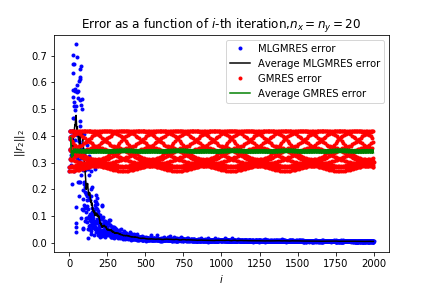 Error as a function of i-th iteration,n_x = n_y = 20
MLGMRES error
Average MLGMRES error
GMRES error
Average GMRES error
||r_2||_2
0.7
0.6
0.5
0.4
0.3
0.2
0.1
0.0
0 250 500 750 1000 1250 1500 1750 2000
i